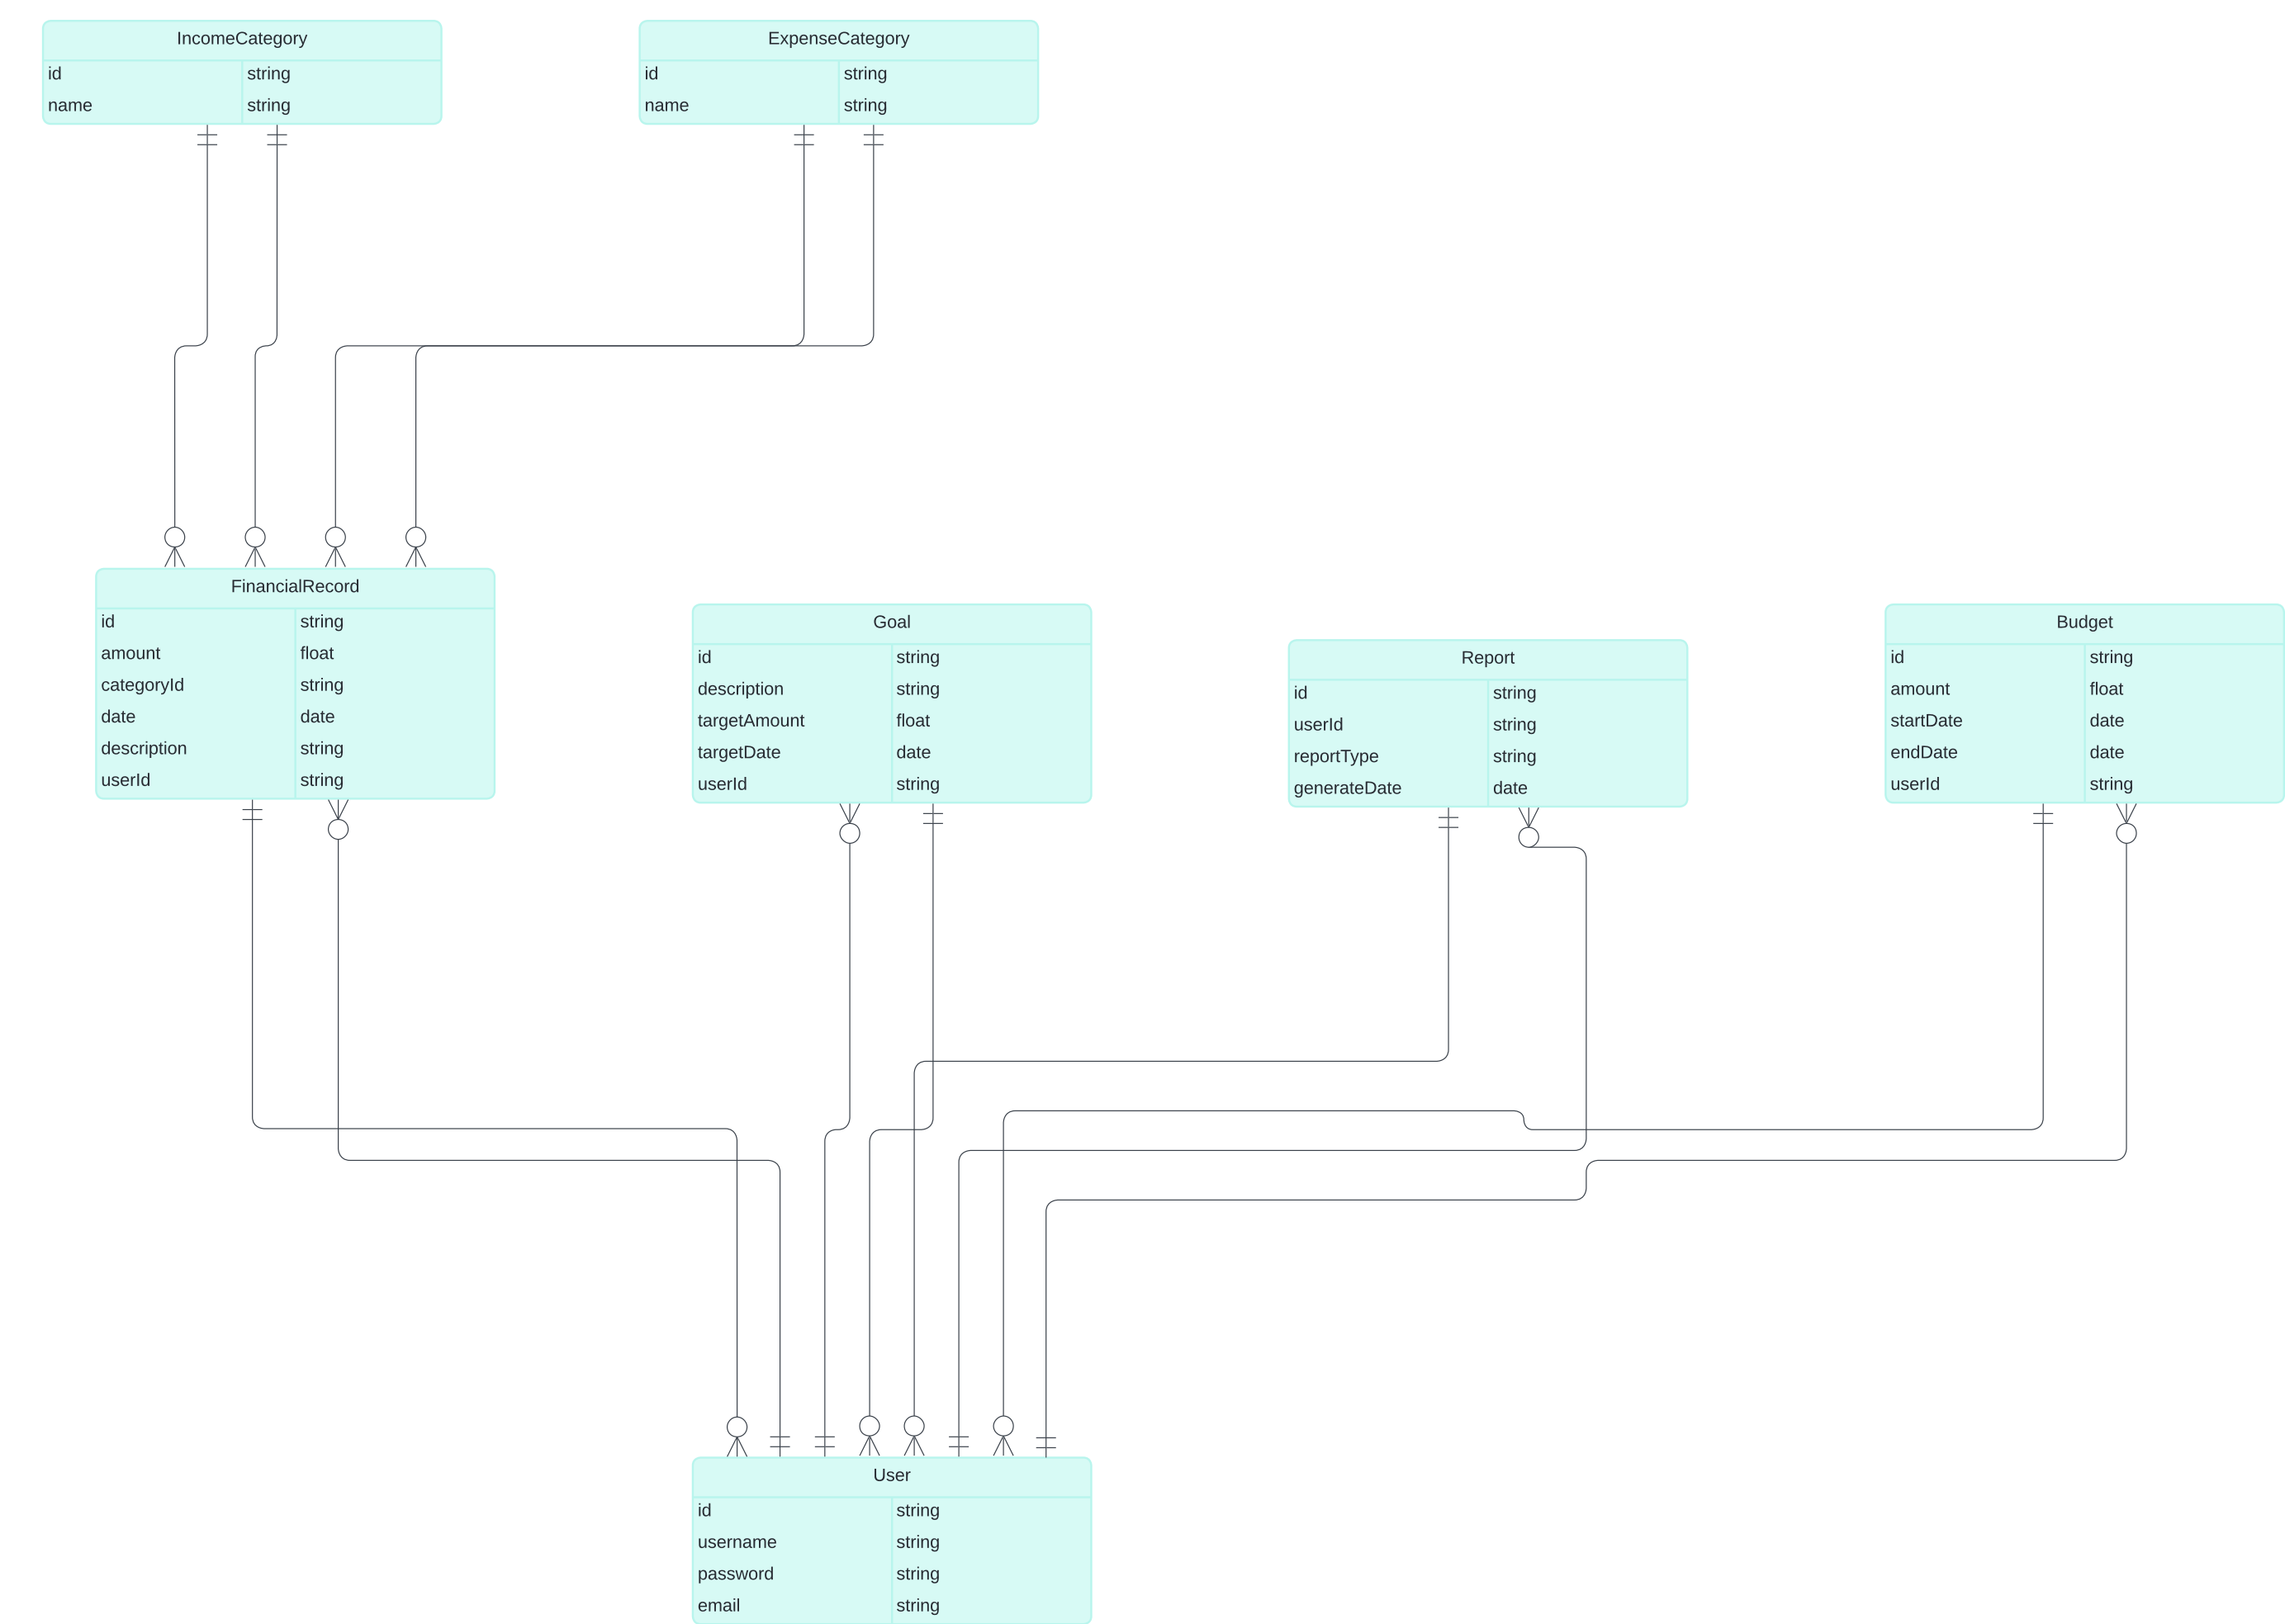 IncomeCategory
id string
name string
ExpenseCategory
id string
name string
FinancialRecord
id string
amount float
categoryId string
date date
description string
userId string
Goal
id string
description string
targetAmount float
targetDate date
userId string
Report
id string
userId string
reportType string
generateDate date
Budget
id string
amount float
startDate date
endDate date
userId string
User
id string
username string
password string
email string